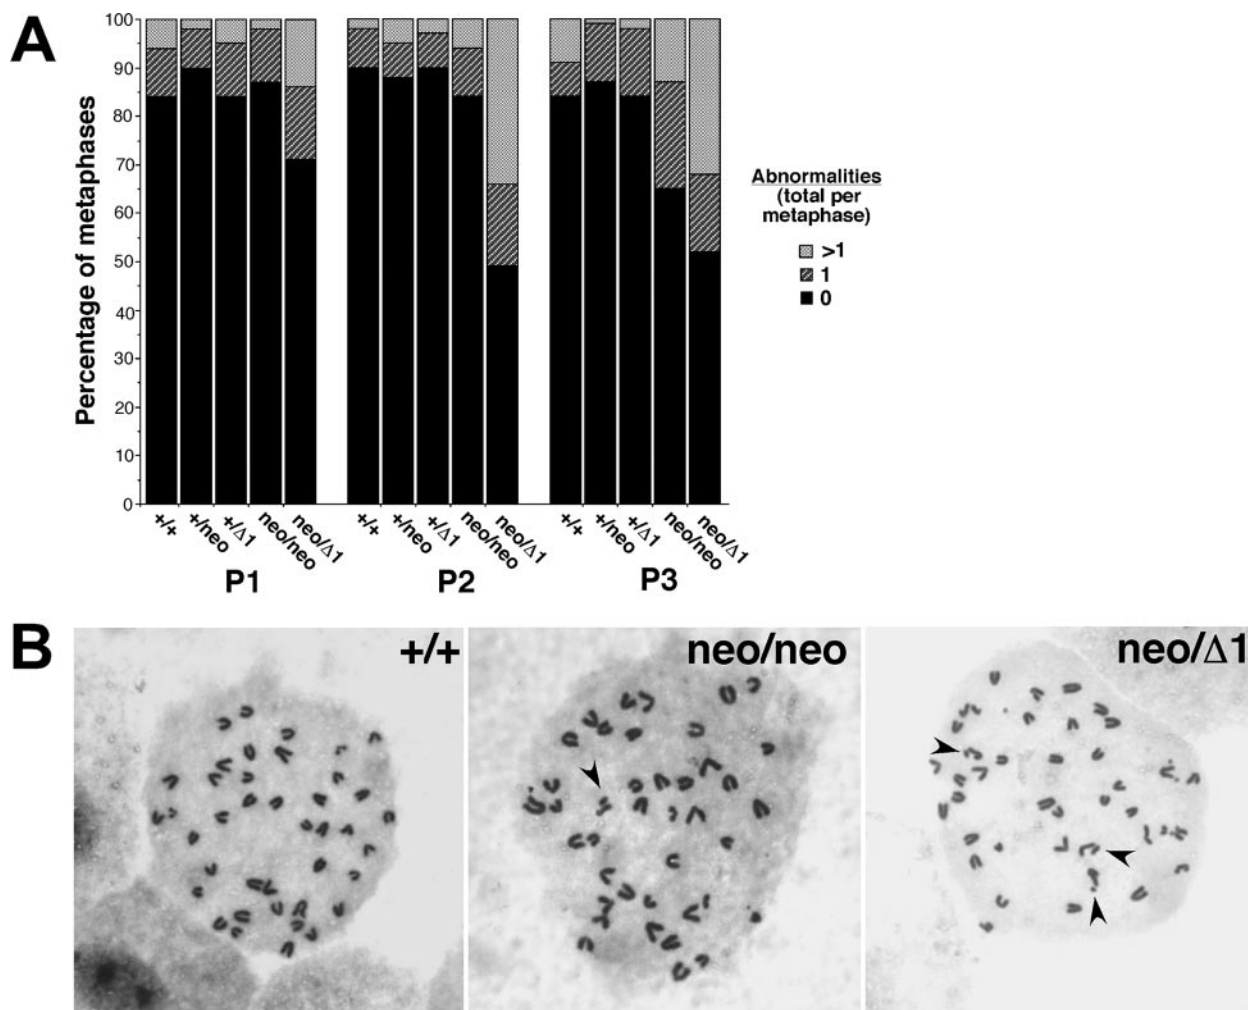 A
Percentage of metaphases
100
90
80
70
60
50
40
30
20
10
0
+/+
+/neo
+/Δ1
neo/neo
neo/Δ1
P1
+/+
+/neo
+/Δ1
neo/neo
neo/Δ1
P2
+/+
+/neo
+/Δ1
neo/neo
neo/Δ1
P3
Abnormalities
(total per
metaphase)
>1
1
0
B
+/+
neo/neo
neo/Δ1